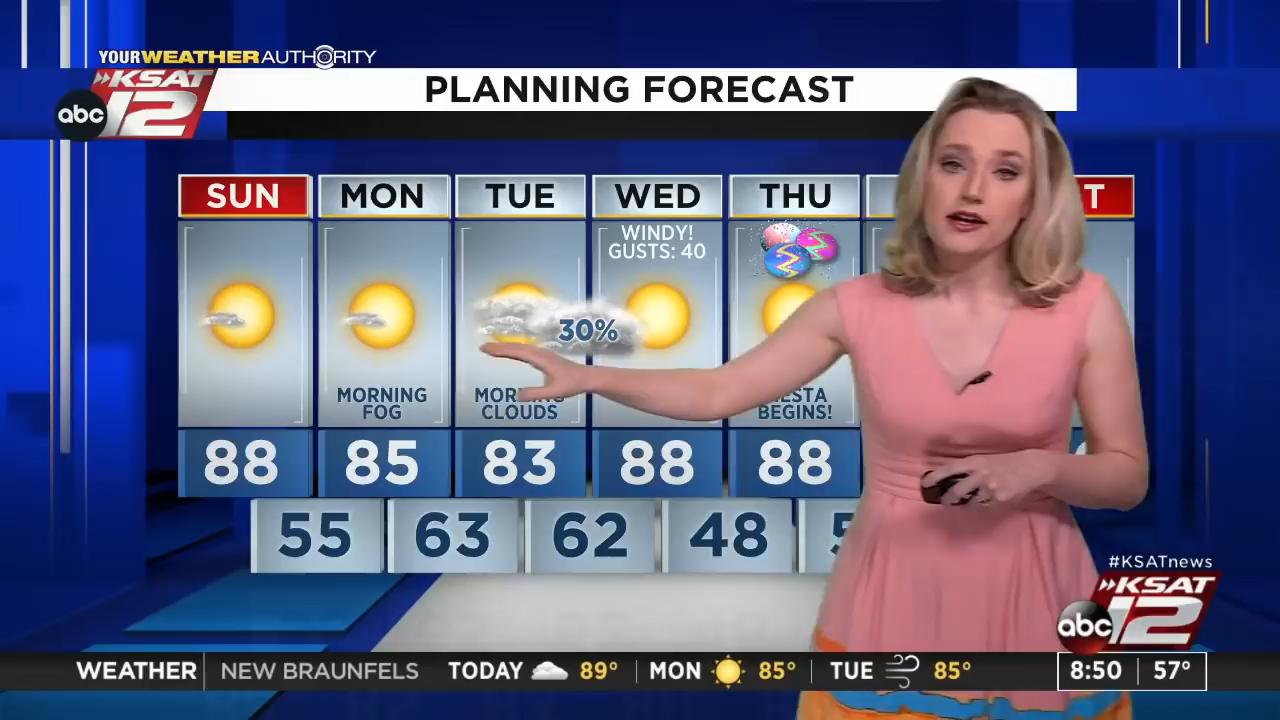 YOUR WEATHER AUTHORITY
KSAT
abc 12
PLANNING FORECAST
SUN MON TUE WED THU T
WINDY!
GUSTS: 40
30%
MORNING
FOG
CLOUDS
BEGINS!
88 85 83 88 88
55 63 62 48
#KSATnews
KSAT
abc 12
WEATHER NEW BRAUNFELS TODAY 89° MON 85° TUE 85° 8:50 57°